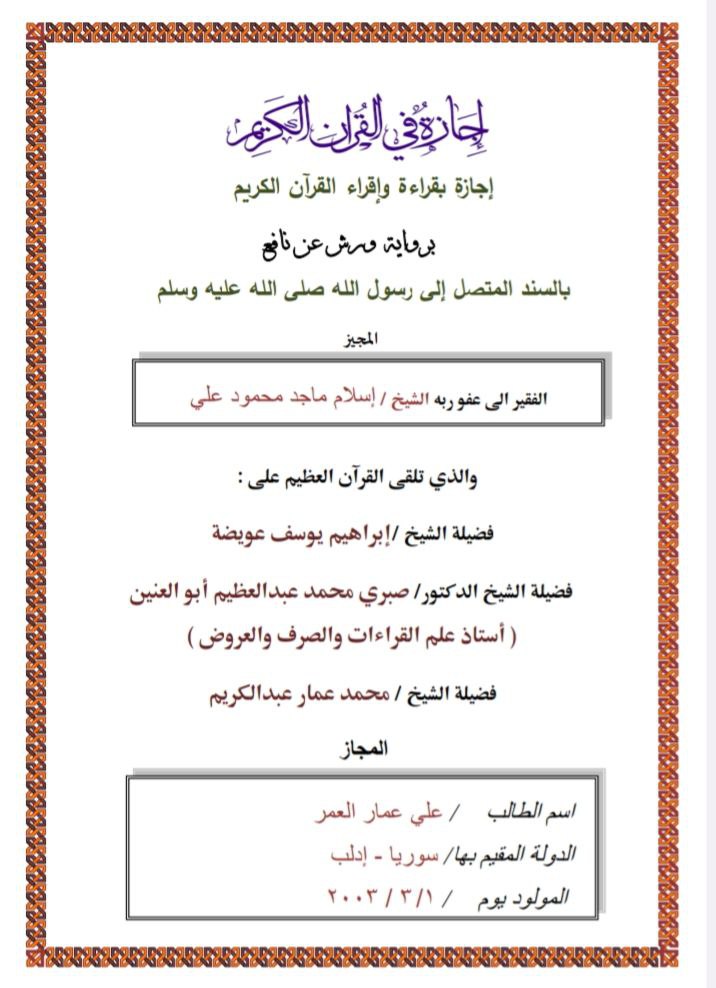 إجازة في القرآن الكريم
إجازة بقراءة وإقراء القرآن الكريم
برواية ورش عن نافع
بالسند المتصل إلى رسول الله صلى الله عليه وسلم
المجيز
الفقير الى عفو ربه الشيخ / إسلام ماجد محمود علي
والذي تلقى القرآن العظيم على :
فضيلة الشيخ /إبراهيم يوسف عويضة
فضيلة الشيخ الدكتور/ صبري محمد عبدالعظيم أبو العنين
( أستاذ علم القراءات والصرف والعروض )
فضيلة الشيخ / محمد عمار عبدالكريم
المجاز
اسم الطالب / علي عمار العمر
الدولة المقيم بها/ سوريا - إدلب
المولود يوم / ٣/١ / ٢٠٠٣